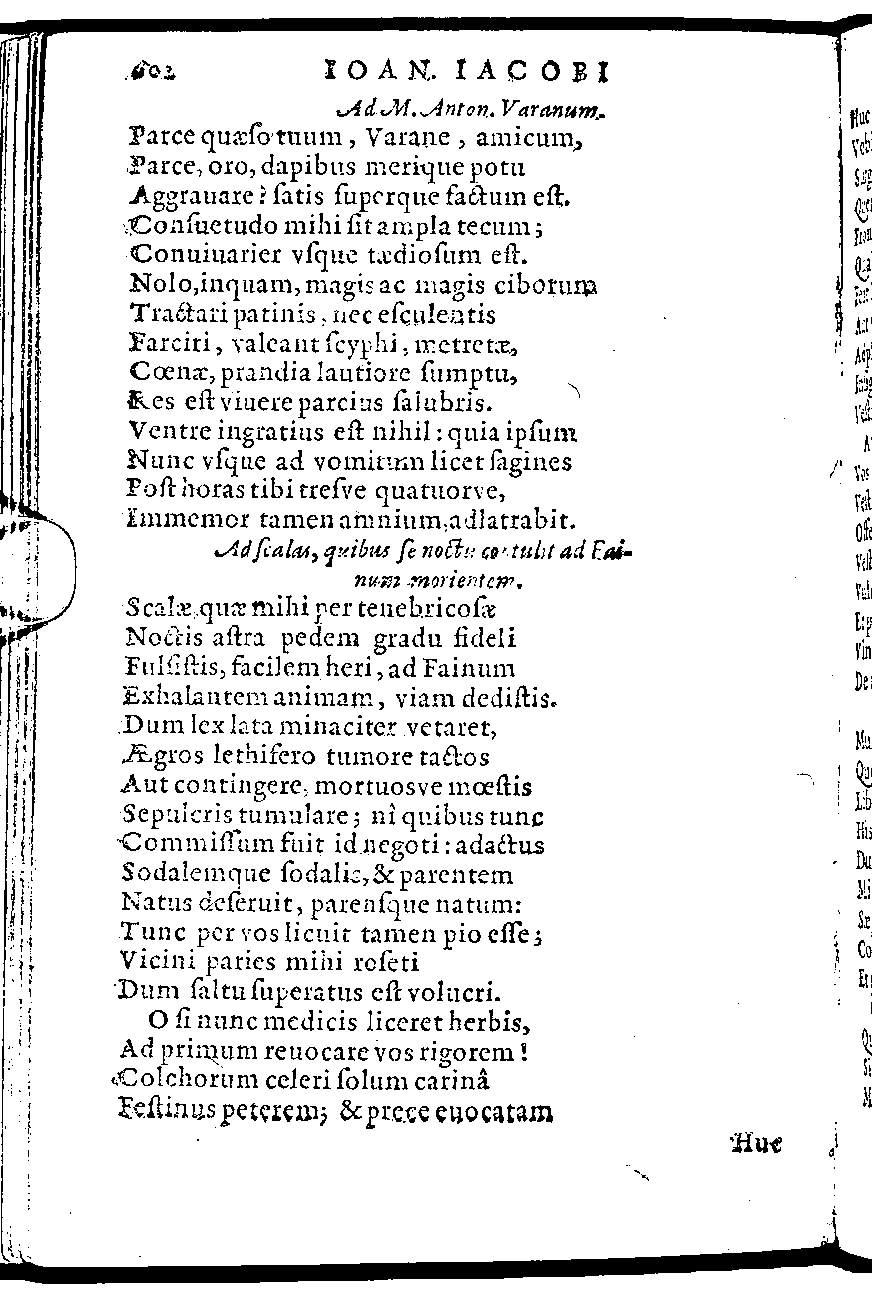 602 IOAN. IACOBI
Ad M. Anton. Varanum.
Parce quæſo tuum, Varane, amicum,
Parce, oro, dapibus merique potu
Aggrauare? ſatis ſuperque factum eſt.
Conſuetudo mihi ſit ampla tecum;
Conuiuarier vſque tædioſum eſt.
Nolo, inquam, magis ac magis ciborum
Tractari patinis, nec eſculentis
Farciri, valeant ſcyphi, metretæ,
Cœnæ, prandia lautiore ſumptu,
Res eſt viuere parcius ſalubris.
Ventre ingratius eſt nihil: quia ipſum
Nunc vſque ad vomitum licet ſagines
Poſt horas tibi treſve quatuorve,
Immemor tamen amnium, adlatrabit.
Ad ſcalas, quibus ſe noctu contulit ad Fai-
num morientem.
Scalæ, quæ mihi per tenebricoſæ
Noctis aſtra pedem gradu fideli
Fulſiſtis, facilem heri, ad Fainum
Exhalantem animam, viam dediſtis.
Dum lex lata minaciter vetaret,
Ægros lethifero tumore tactos
Aut contingere, mortuosve mœſtis
Sepulcris tumulare; nî quibus tunc
Commiſſum fuit id negoti: adactus
Sodalemque ſodalis, & parentem
Natus deſeruit, parenſque natum:
Tunc per vos licuit tamen pio eſſe;
Vicini paries mihi roſeti
Dum ſaltu ſuperatus eſt volucri.
O ſi nunc medicis liceret herbis,
Ad primum reuocare vos rigorem!
Colchorum celeri ſolum carinâ
Feſtinus peterem; & prece euocatam
Huc